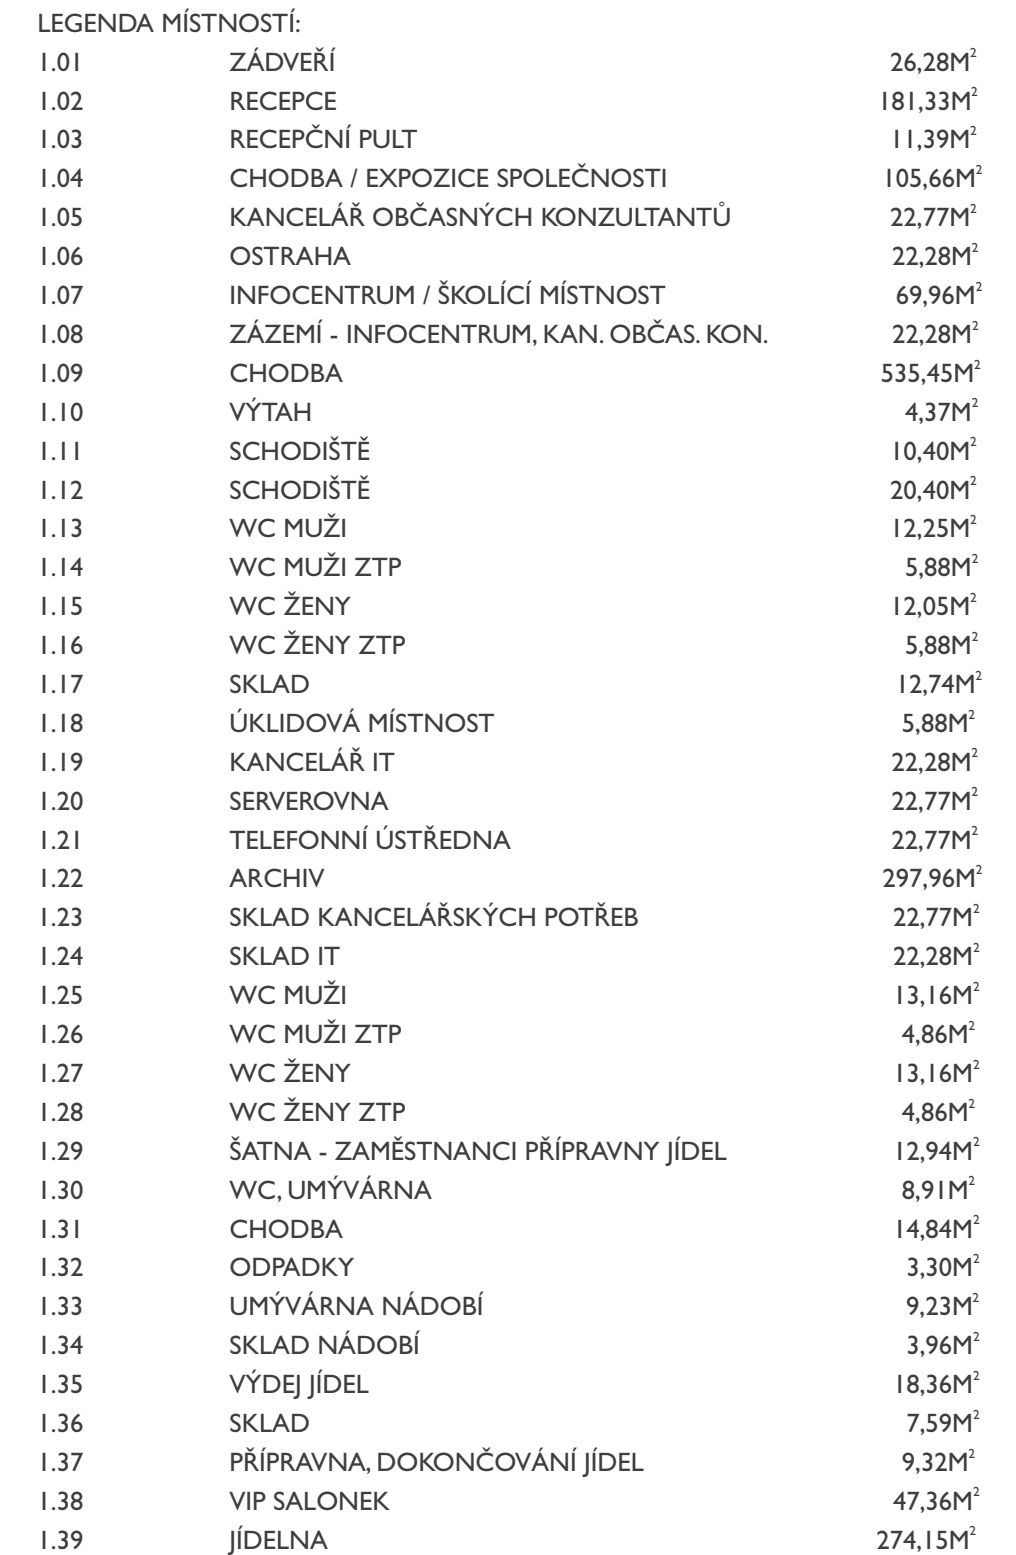 LEGENDA MÍSTNOSTÍ:
1.01 ZÁDVEŘÍ 26,28M²
1.02 RECEPCE 181,33M²
1.03 RECEPČNÍ PULT 11,39M²
1.04 CHODBA / EXPOZICE SPOLEČNOSTI 105,66M²
1.05 KANCELÁŘ OBČASNÝCH KONZULTANTŮ 22,77M²
1.06 OSTRAHA 22,28M²
1.07 INFOCENTRUM / ŠKOLÍCÍ MÍSTNOST 69,96M²
1.08 ZÁZEMÍ - INFOCENTRUM, KAN. OBČAS. KON. 22,28M²
1.09 CHODBA 535,45M²
1.10 VÝTAH 4,37M²
1.11 SCHODIŠTĚ 10,40M²
1.12 SCHODIŠTĚ 20,40M²
1.13 WC MUŽI 12,25M²
1.14 WC MUŽI ZTP 5,88M²
1.15 WC ŽENY 12,05M²
1.16 WC ŽENY ZTP 5,88M²
1.17 SKLAD 12,74M²
1.18 ÚKLIDOVÁ MÍSTNOST 5,88M²
1.19 KANCELÁŘ IT 22,28M²
1.20 SERVEROVNA 22,77M²
1.21 TELEFONNÍ ÚSTŘEDNA 22,77M²
1.22 ARCHIV 297,96M²
1.23 SKLAD KANCELÁŘSKÝCH POTŘEB 22,77M²
1.24 SKLAD IT 22,28M²
1.25 WC MUŽI 13,16M²
1.26 WC MUŽI ZTP 4,86M²
1.27 WC ŽENY 13,16M²
1.28 WC ŽENY ZTP 4,86M²
1.29 ŠATNA - ZAMĚSTNANCI PŘÍPRAVNY JÍDEL 12,94M²
1.30 WC, UMÝVÁRNA 8,91M²
1.31 CHODBA 14,84M²
1.32 ODPADKY 3,30M²
1.33 UMÝVÁRNA NÁDOBÍ 9,23M²
1.34 SKLAD NÁDOBÍ 3,96M²
1.35 VÝDEJ JÍDEL 18,36M²
1.36 SKLAD 7,59M²
1.37 PŘÍPRAVNA, DOKONČOVÁNÍ JÍDEL 9,32M²
1.38 VIP SALONEK 47,36M²
1.39 JÍDELNA 274,15M²